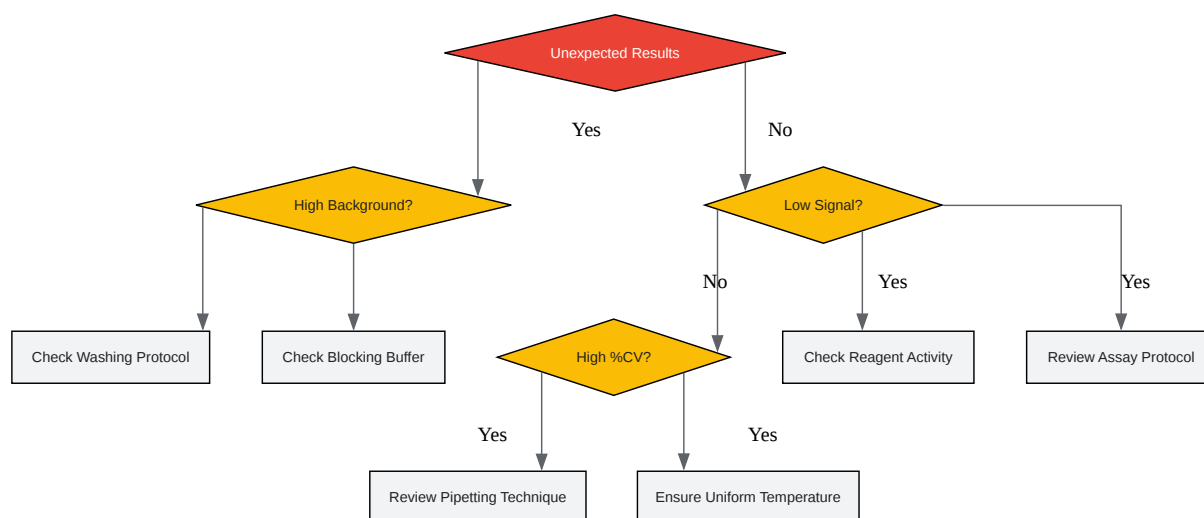 Unexpected Results
Yes
No
High Background?
Low Signal?
No
Yes
Yes
Check Washing Protocol
Check Blocking Buffer
High %CV?
Check Reagent Activity
Review Assay Protocol
Yes
Yes
Review Pipetting Technique
Ensure Uniform Temperature